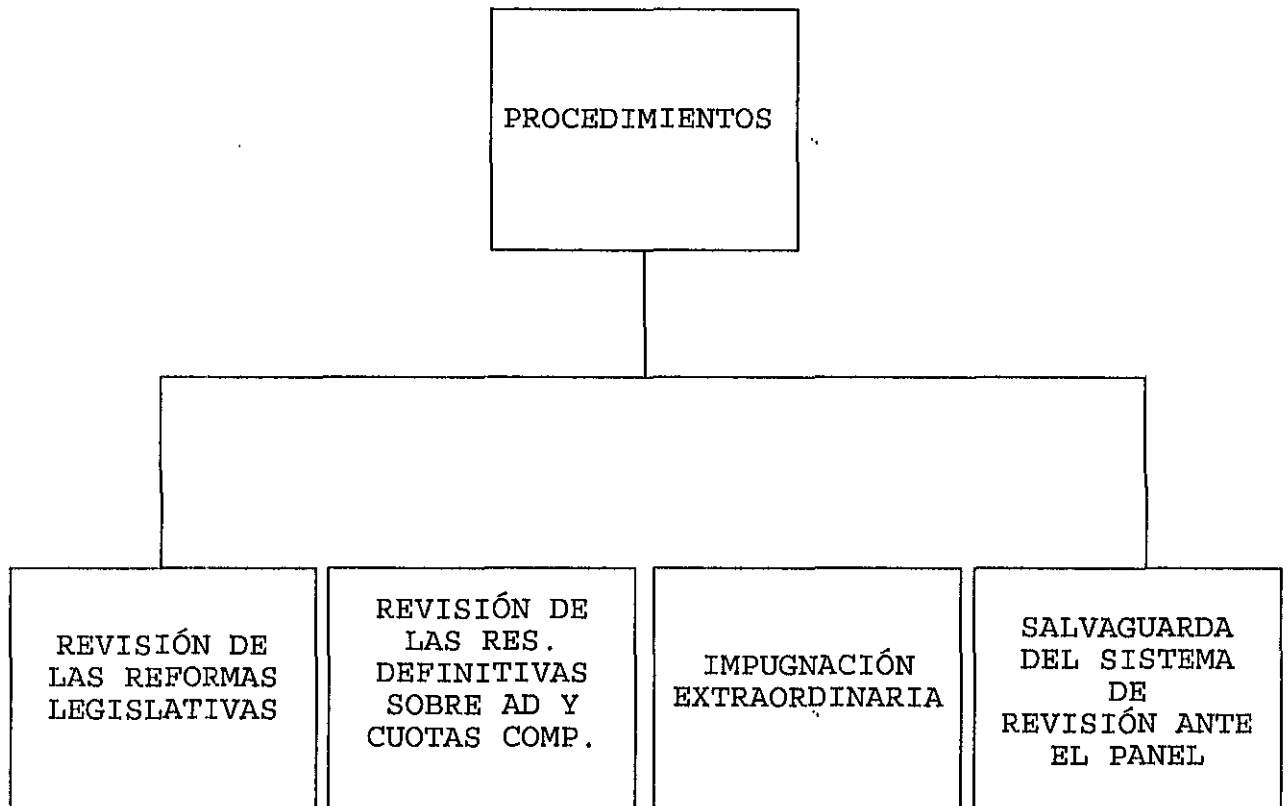 PROCEDIMIENTOS
REVISIÓN DE
LAS REFORMAS
LEGISLATIVAS
REVISIÓN DE
LAS RES.
DEFINITIVAS
SOBRE AD Y
CUOTAS COMP.
IMPUGNACIÓN
EXTRAORDINARIA
SALVAGUARDA
DEL SISTEMA
DE
REVISIÓN ANTE
EL PANEL